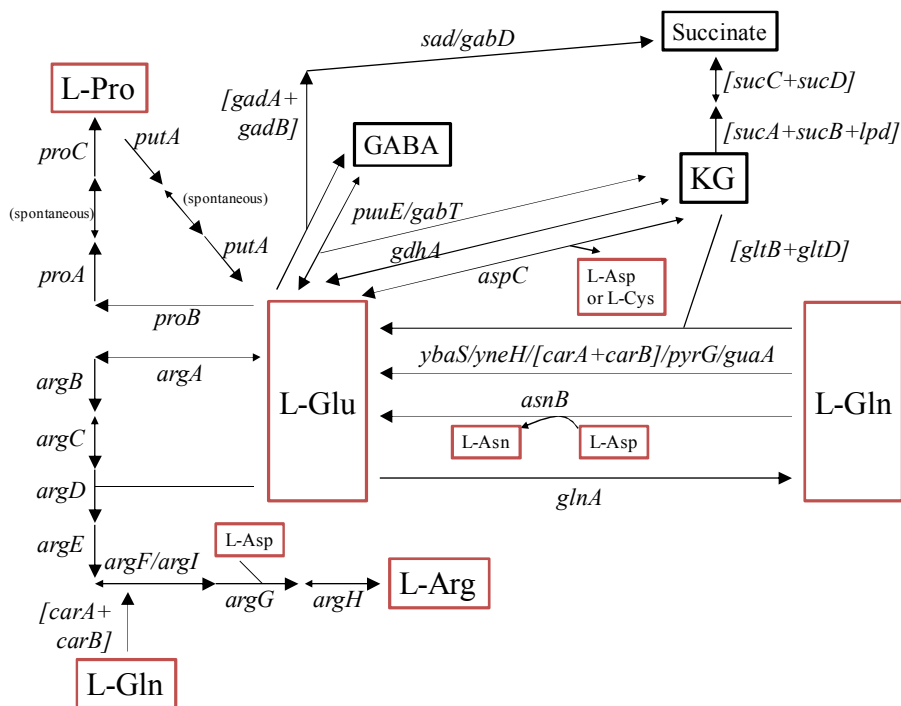 sad/gabD
Succinate
L-Pro
[gadA+
gadB]
[sucC+sucD]
putA
proC
GABA
[sucA+sucB+lpd]
KG
(spontaneous)
(spontaneous)
puuE/gabT
putA
gdhA
[gltB+gltD]
proA
aspC
L-Asp
or L-Cys
proB
ybaS/yneH/[carA+carB]/pyrG/guaA
argA
argB
L-Glu
asnB
L-Gln
argC
L-Asn
L-Asp
argD
glnA
argE
L-Asp
argF/argI
L-Arg
argG
argH
[carA+
carB]
L-Gln